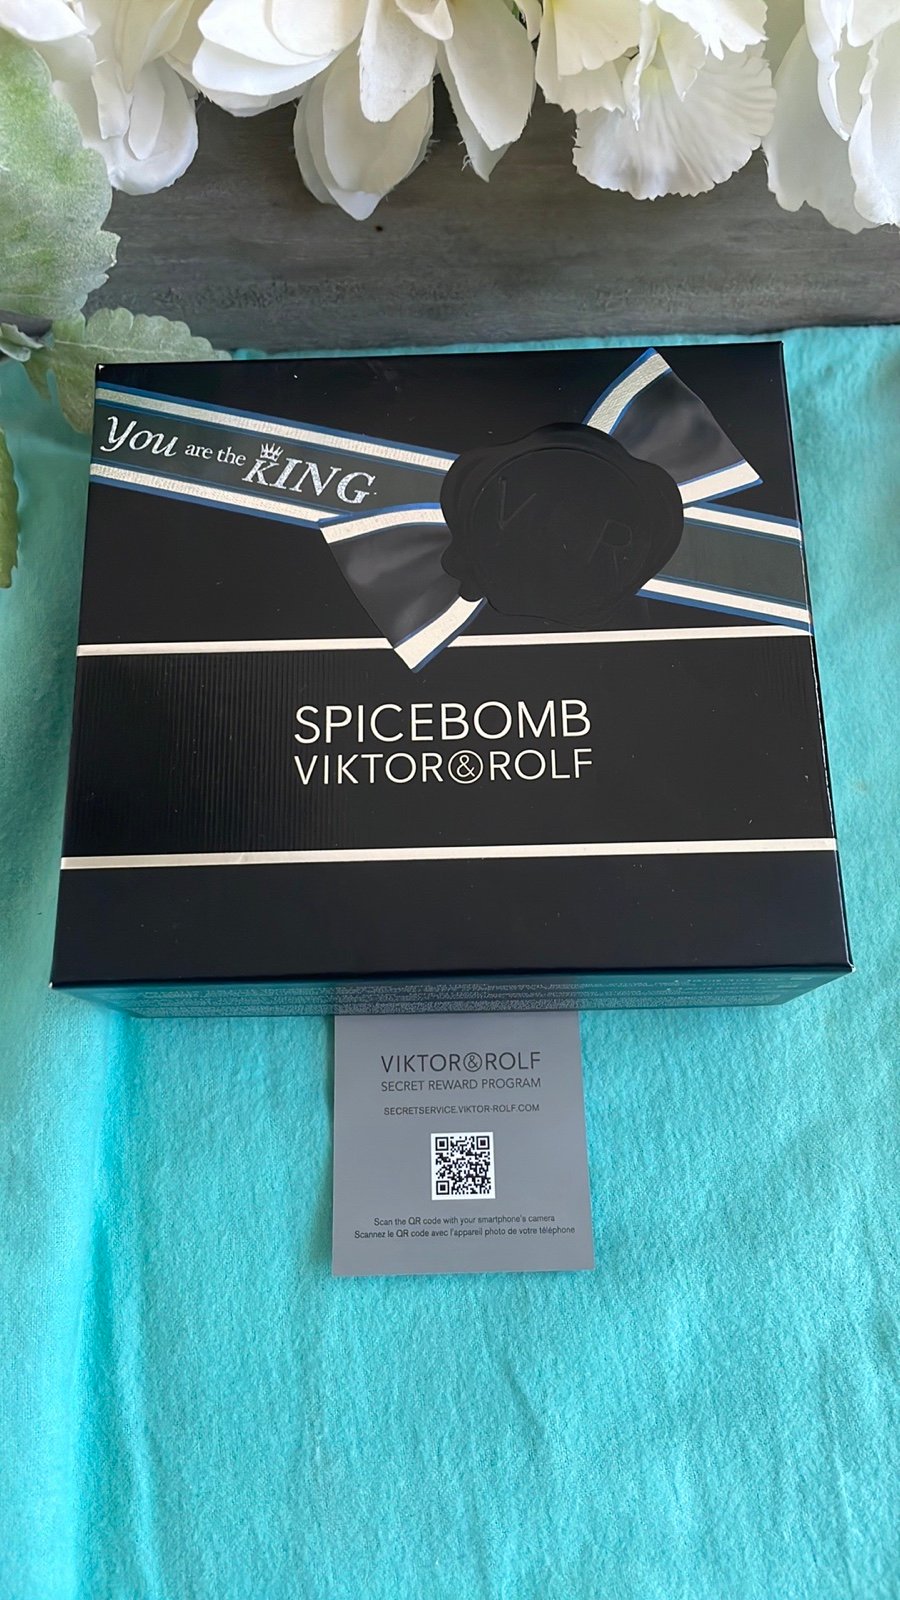 You are the KING
V R
SPICEBOMB
VIKTOR&ROLF
VIKTOR&ROLF
SECRET REWARD PROGRAM
SECRETSERVICE.VIKTOR-ROLF.COM
Scan the QR code with your smartphone's camera
Scannez le QR code avec l'appareil photo de votre téléphone